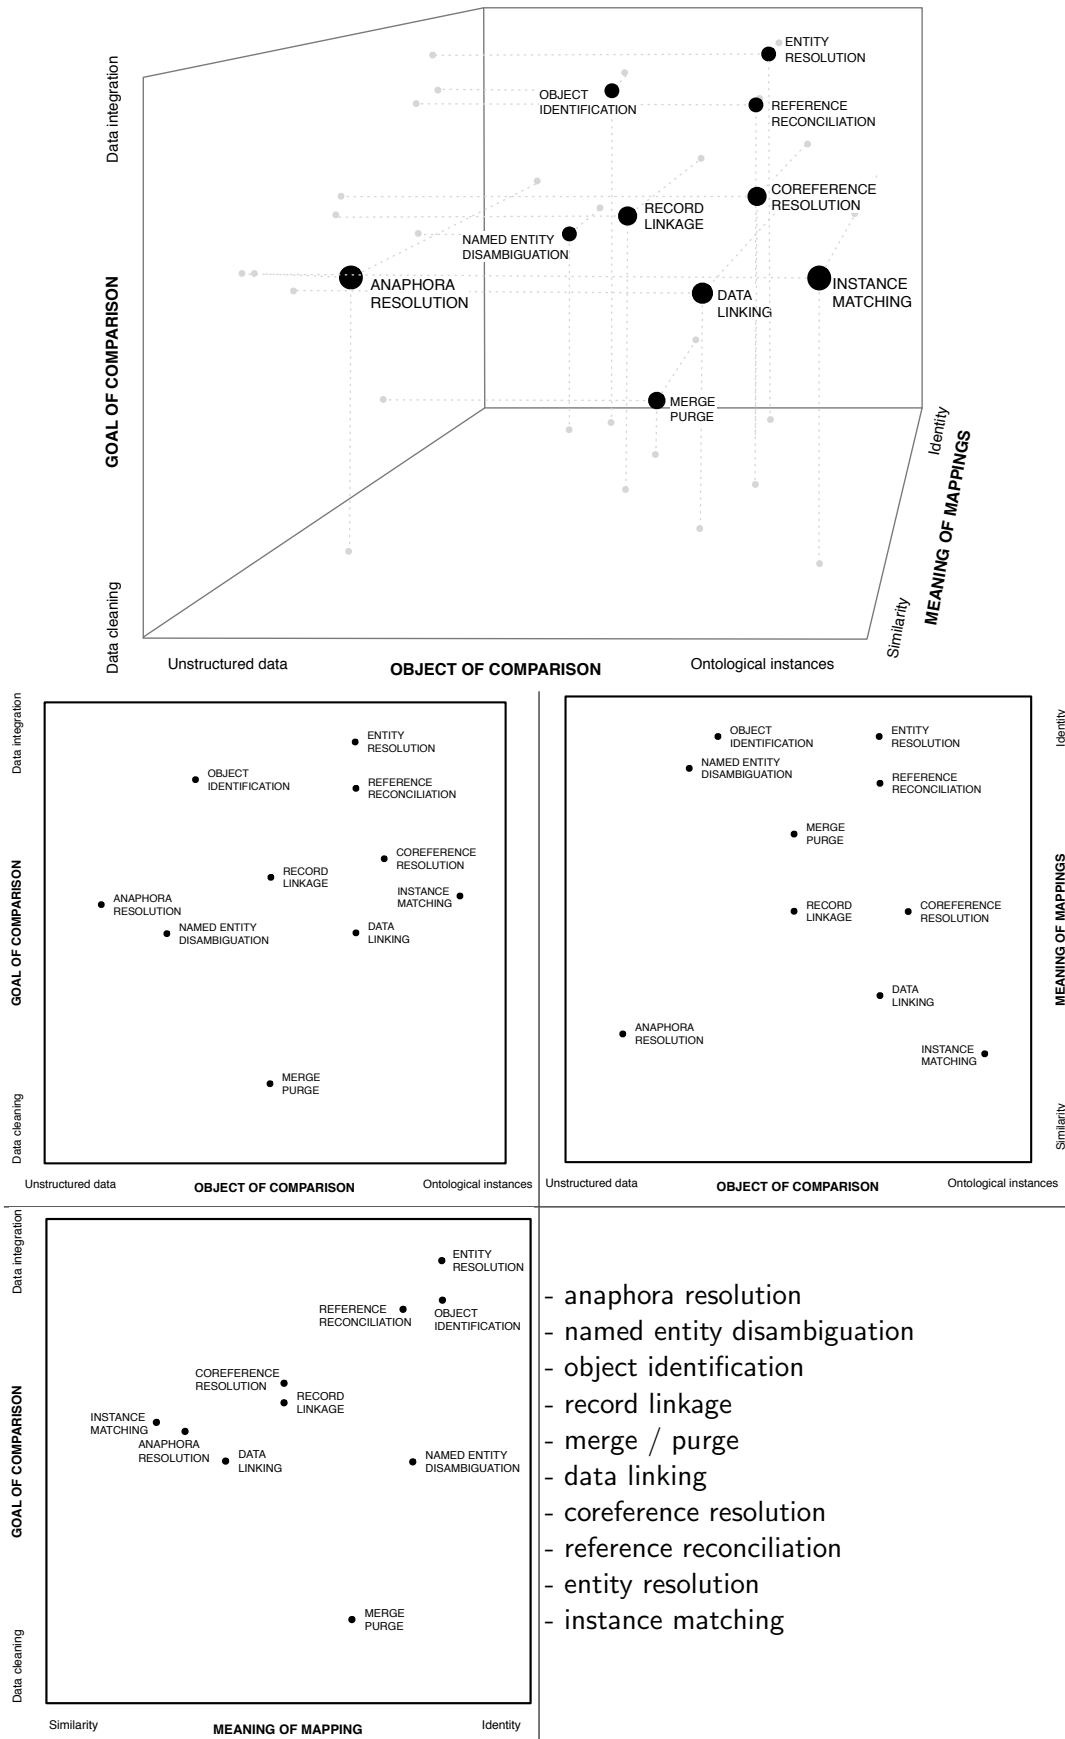 ENTITY
RESOLUTION
OBJECT
IDENTIFICATION
REFERENCE
RECONCILIATION
COREFERENCE
RESOLUTION
RECORD
LINKAGE
NAMED ENTITY
DISAMBIGUATION
ANAPHORA
RESOLUTION
DATA
LINKING
INSTANCE
MATCHING
MERGE
PURGE
Data integration
GOAL OF COMPARISON
Data cleaning
Unstructured data
OBJECT OF COMPARISON
Ontological instances
Similarity
MEANING OF MAPPINGS
Identity
Data integration
GOAL OF COMPARISON
Data cleaning
ENTITY
RESOLUTION
OBJECT
IDENTIFICATION
REFERENCE
RECONCILIATION
COREFERENCE
RESOLUTION
RECORD
LINKAGE
INSTANCE
MATCHING
ANAPHORA
RESOLUTION
NAMED ENTITY
DISAMBIGUATION
DATA
LINKING
MERGE
PURGE
Unstructured data
OBJECT OF COMPARISON
Ontological instances
OBJECT
IDENTIFICATION
ENTITY
RESOLUTION
NAMED ENTITY
DISAMBIGUATION
REFERENCE
RECONCILIATION
MERGE
PURGE
RECORD
LINKAGE
COREFERENCE
RESOLUTION
DATA
LINKING
ANAPHORA
RESOLUTION
INSTANCE
MATCHING
Identity
MEANING OF MAPPINGS
Similarity
Unstructured data
OBJECT OF COMPARISON
Ontological instances
Data integration
GOAL OF COMPARISON
Data cleaning
ENTITY
RESOLUTION
REFERENCE
RECONCILIATION
OBJECT
IDENTIFICATION
COREFERENCE
RESOLUTION
RECORD
LINKAGE
INSTANCE
MATCHING
ANAPHORA
RESOLUTION
DATA
LINKING
NAMED ENTITY
DISAMBIGUATION
MERGE
PURGE
Similarity
MEANING OF MAPPING
Identity
- anaphora resolution
- named entity disambiguation
- object identification
- record linkage
- merge / purge
- data linking
- coreference resolution
- reference reconciliation
- entity resolution
- instance matching